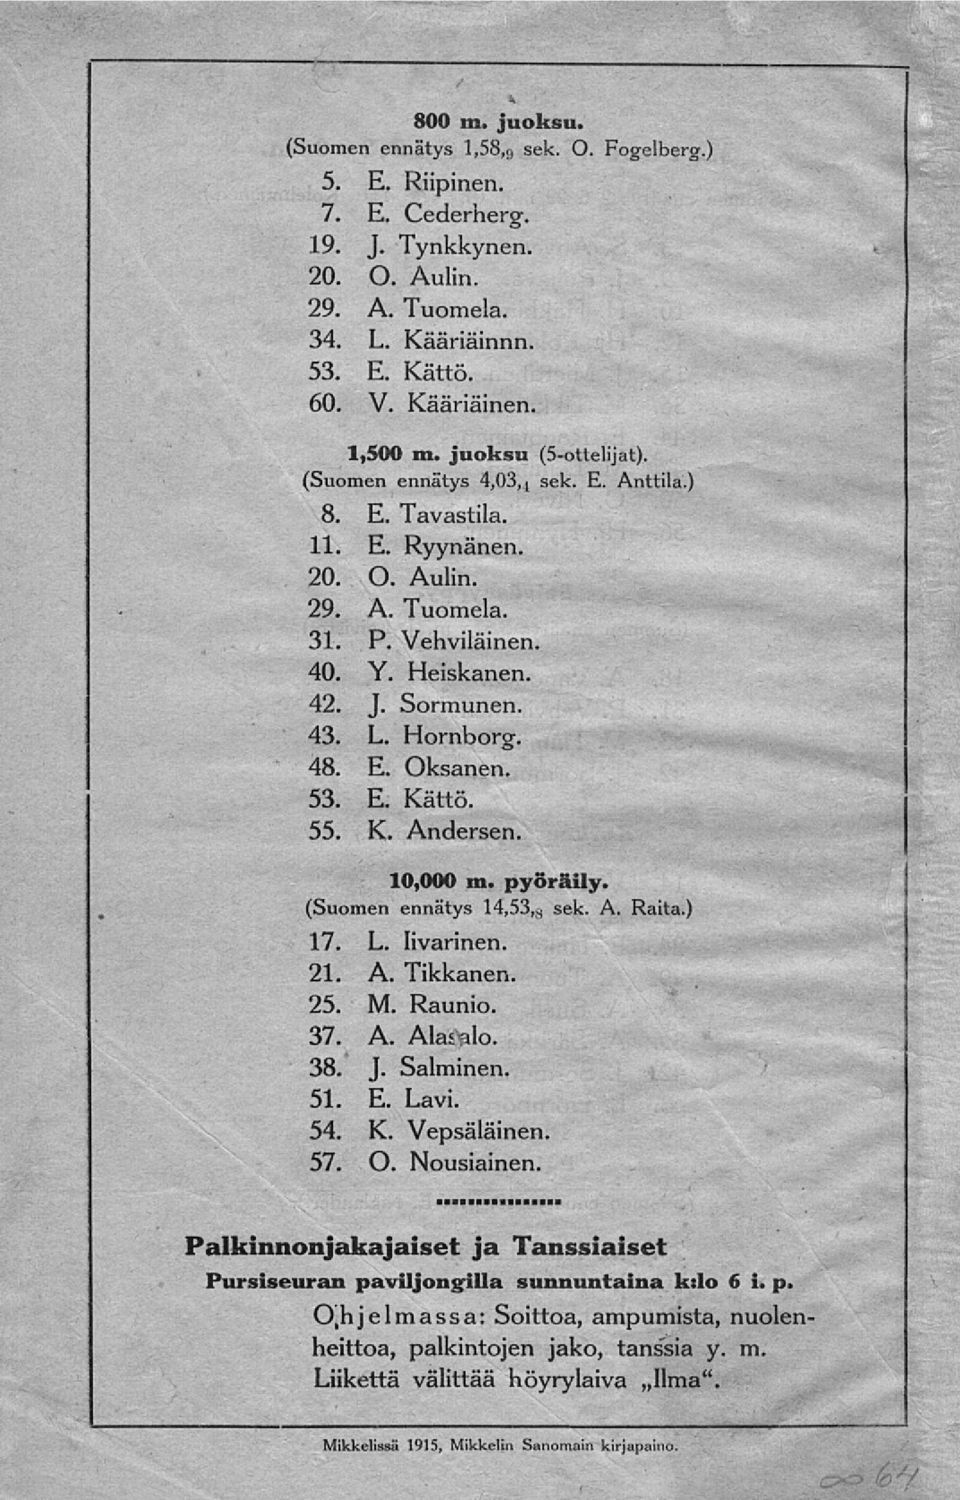 800 m. juoksu.
(Suomen ennätys 1,58,9 sek. O. Fogelberg.)
5. E. Riipinen.
7. E. Cederherg.
19. J. Tynkkynen.
20. O. Aulin.
29. A. Tuomela.
34. L. Kääriäinnn.
53. E. Kättö.
60. V. Kääriäinen.
1,500 m. juoksu (5-ottelijat).
(Suomen ennätys 4,03,1 sek. E. Anttila.)
8. E. Tavastila.
11. E. Ryynänen.
20. O. Aulin.
29. A. Tuomela.
31. P. Vehviläinen.
40. Y. Heiskanen.
42. J. Sormunen.
43. L. Hornborg.
48. E. Oksanen.
53. E. Kättö.
55. K. Andersen.
10,000 m. pyöräily.
(Suomen ennätys 14,53,8 sek. A. Raita.)
17. L. Iivarinen.
21. A. Tikkanen.
25. M. Raunio.
37. A. Alasalo.
38. J. Salminen.
51. E. Lavi.
54. K. Vepsäläinen.
57. O. Nousiainen.
Palkinnonjakajaiset ja Tanssiaiset
Pursiseuran paviljongilla sunnuntaina k:lo 6 i. p.
Ohjelmassa: Soittoa, ampumista, nuolen-
heittoa, palkintojen jako, tanssia y. m.
Liikettä välittää höyrylaiva „Ilma“.
Mikkelissä 1915, Mikkelin Sanomain kirjapaino.
64